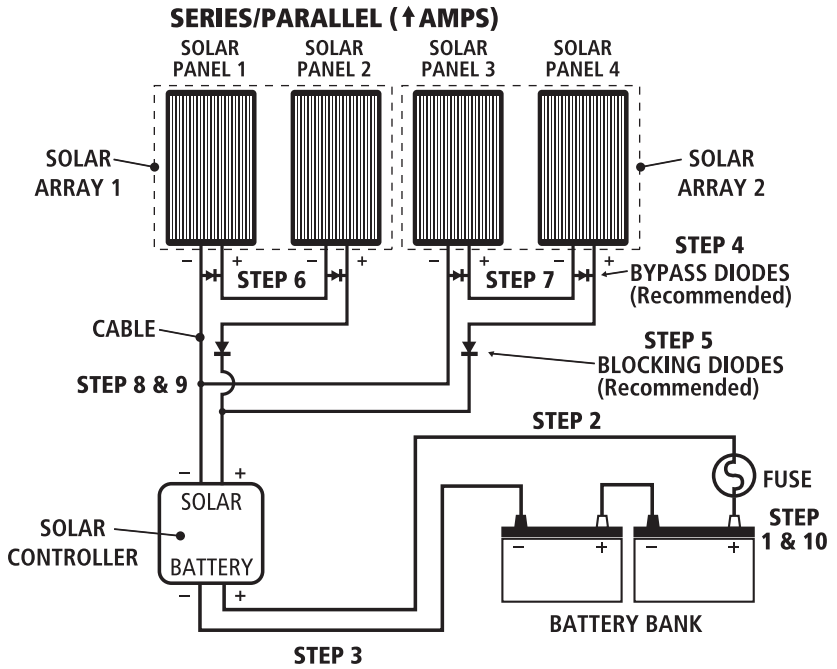 SERIES/PARALLEL (↑ AMPS)
SOLAR
PANEL 1
SOLAR
PANEL 2
SOLAR
PANEL 3
SOLAR
PANEL 4
SOLAR
ARRAY 1
SOLAR
ARRAY 2
− +
− +
− +
− +
STEP 6
STEP 7
STEP 4
BYPASS DIODES
(Recommended)
CABLE
STEP 5
BLOCKING DIODES
(Recommended)
STEP 8 & 9
STEP 2
− +
SOLAR
FUSE
SOLAR
CONTROLLER
BATTERY
− +
− +
− +
STEP
1 & 10
BATTERY BANK
STEP 3